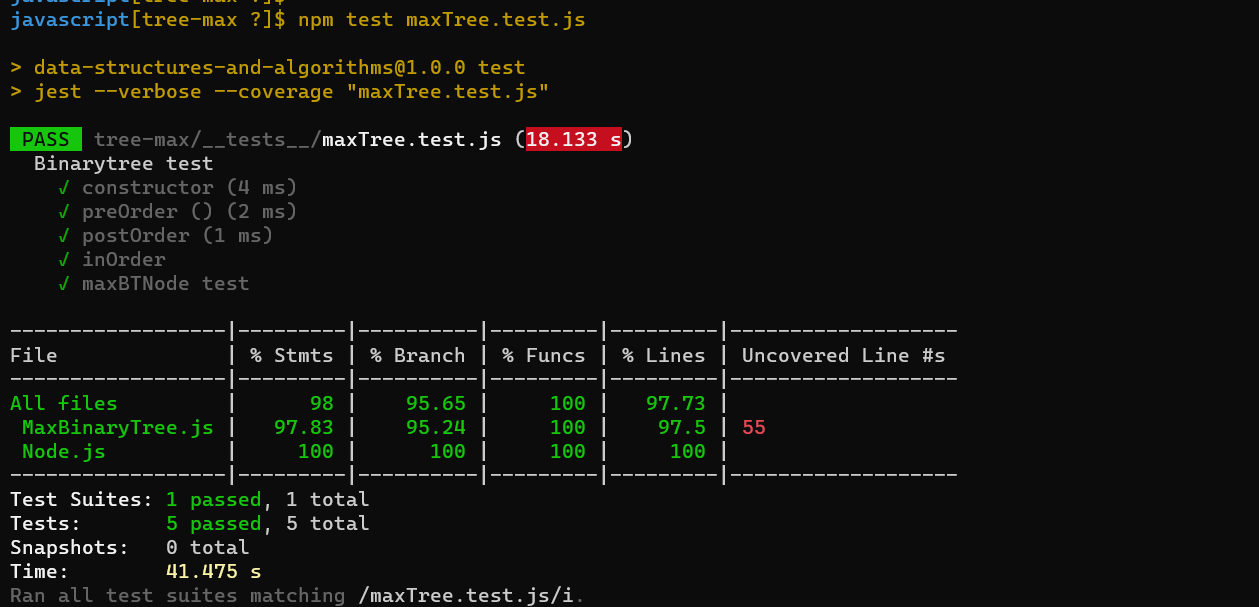 javascript[tree-max ?]$
javascript[tree-max ?]$ npm test maxTree.test.js
> data-structures-and-algorithms@1.0.0 test
> jest --verbose --coverage "maxTree.test.js"
PASS tree-max/__tests__/maxTree.test.js (18.133 s)
Binarytree test
√ constructor (4 ms)
√ preOrder () (2 ms)
√ postOrder (1 ms)
√ inOrder
√ maxBTNode test
------------------|---------|----------|---------|---------|-------------------
File | % Stmts | % Branch | % Funcs | % Lines | Uncovered Line #s
------------------|---------|----------|---------|---------|-------------------
All files | 98 | 95.65 | 100 | 97.73 |
MaxBinaryTree.js | 97.83 | 95.24 | 100 | 97.5 | 55
Node.js | 100 | 100 | 100 | 100 |
------------------|---------|----------|---------|---------|-------------------
Test Suites: 1 passed, 1 total
Tests: 5 passed, 5 total
Snapshots: 0 total
Time: 41.475 s
Ran all test suites matching /maxTree.test.js/i.